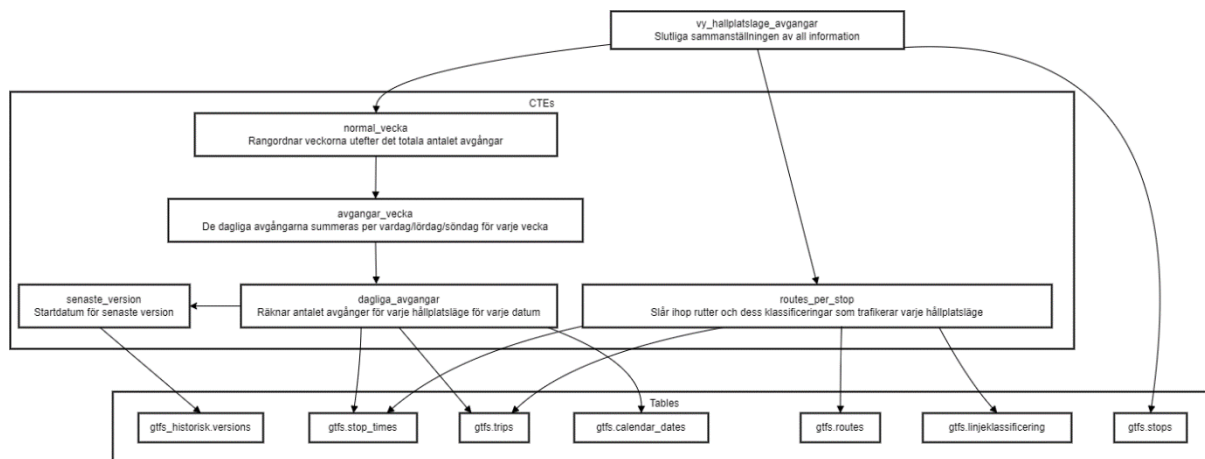 vy_hallplatslage_avgangar
Slutliga sammanställningen av all information
CTEs
normal_vecka
Rangordnar veckorna utefter det totala antalet avgångar
avgangar_vecka
De dagliga avgångarna summeras per vardag/lördag/söndag för varje vecka
senaste_version
Startdatum för senaste version
dagliga_avgangar
Räknar antalet avgånger för varje hållplatsläge för varje datum
routes_per_stop
Slår ihop rutter och dess klassificeringar som trafikerar varje hållplatsläge
Tables
gtfs_historisk.versions
gtfs.stop_times
gtfs.trips
gtfs.calendar_dates
gtfs.routes
gtfs.linjeklassificering
gtfs.stops